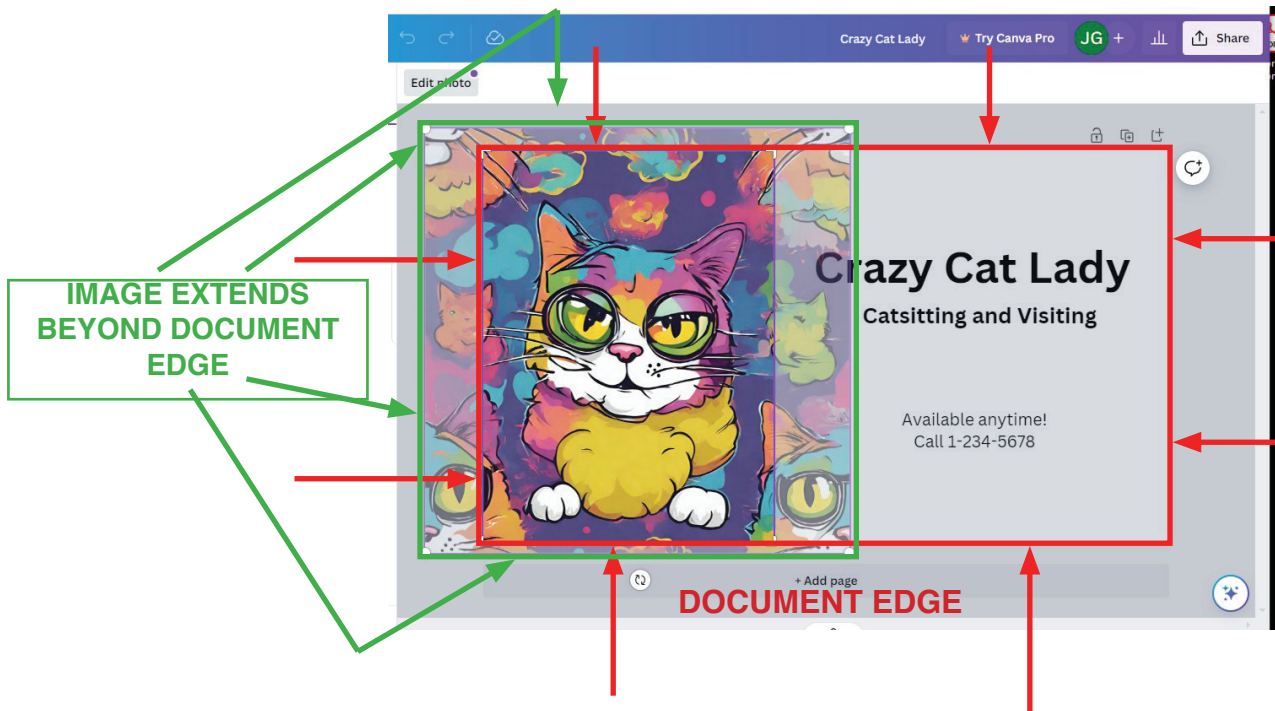 Crazy Cat Lady
Try Canva Pro
JG
+
Share
Edit photo
IMAGE EXTENDS
BEYOND DOCUMENT
EDGE
Crazy Cat Lady
Catsitting and Visiting
Available anytime!
Call 1-234-5678
+ Add page
DOCUMENT EDGE